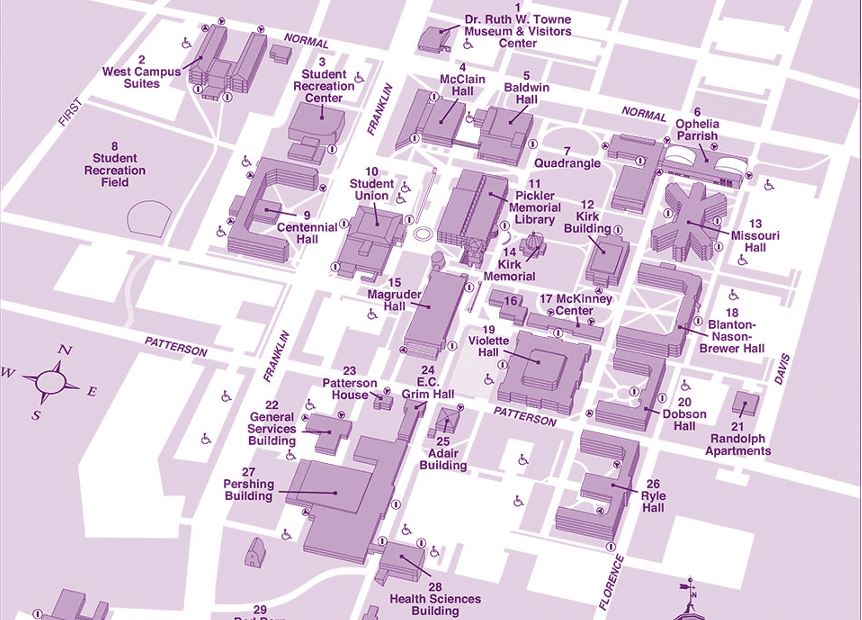 1
Dr. Ruth W. Towne
Museum & Visitors
Center
2
West Campus
Suites
NORMAL
3
Student
Recreation
Center
FRANKLIN
4
McClain
Hall
5
Baldwin
Hall
NORMAL
6
Ophelia
Parrish
FIRST
7
Quadrangle
8
Student
Recreation
Field
9
Centennial
Hall
10
Student
Union
11
Pickler
Memorial
Library
12
Kirk
Building
13
Missouri
Hall
14
Kirk
Memorial
15
Magruder
Hall
16
17 McKinney
Center
18
Blanton-
Nason-
Brewer Hall
19
Violette
Hall
PATTERSON
FRANKLIN
DAVIS
N
W
E
S
23
Patterson
House
24
E.C.
Grim Hall
PATTERSON
20
Dobson
Hall
21
Randolph
Apartments
22
General
Services
Building
25
Adair
Building
26
Ryle
Hall
27
Pershing
Building
28
Health Sciences
Building
FLORENCE
29
N